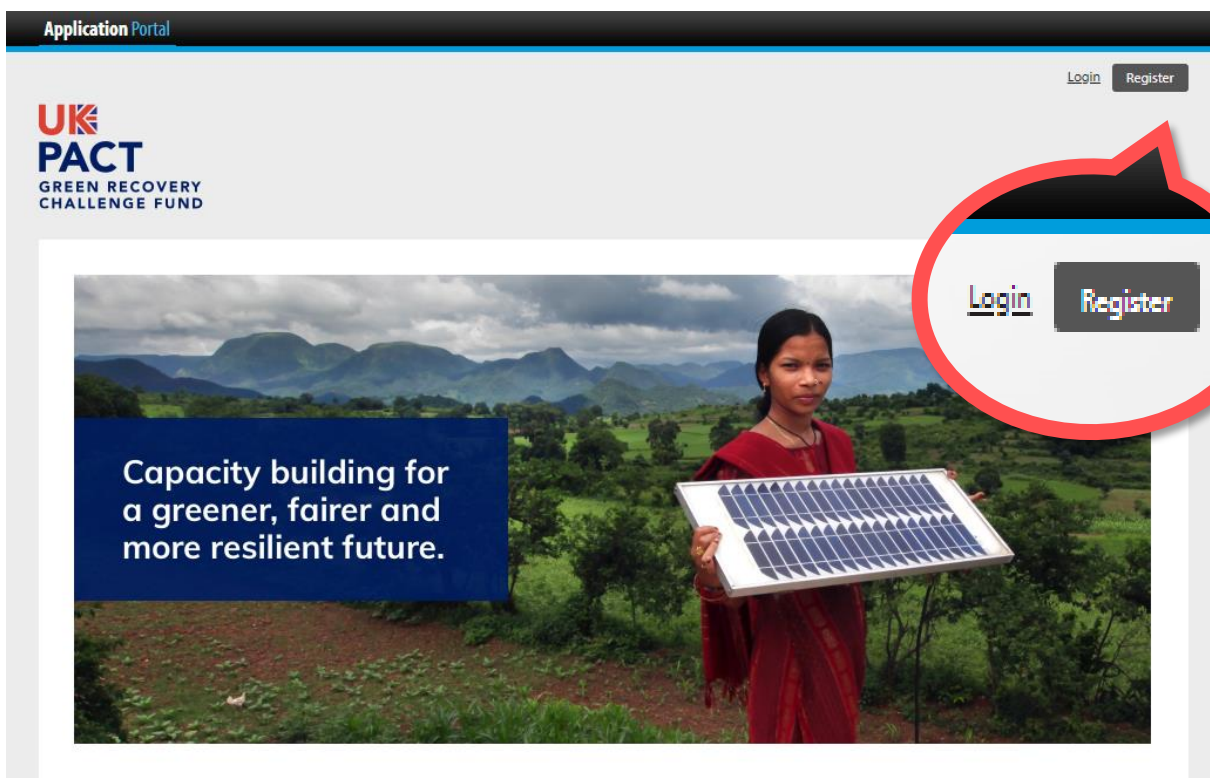 Application Portal
Login Register
UK
PACT
GREEN RECOVERY
CHALLENGE FUND
Login Register
Capacity building for
a greener, fairer and
more resilient future.